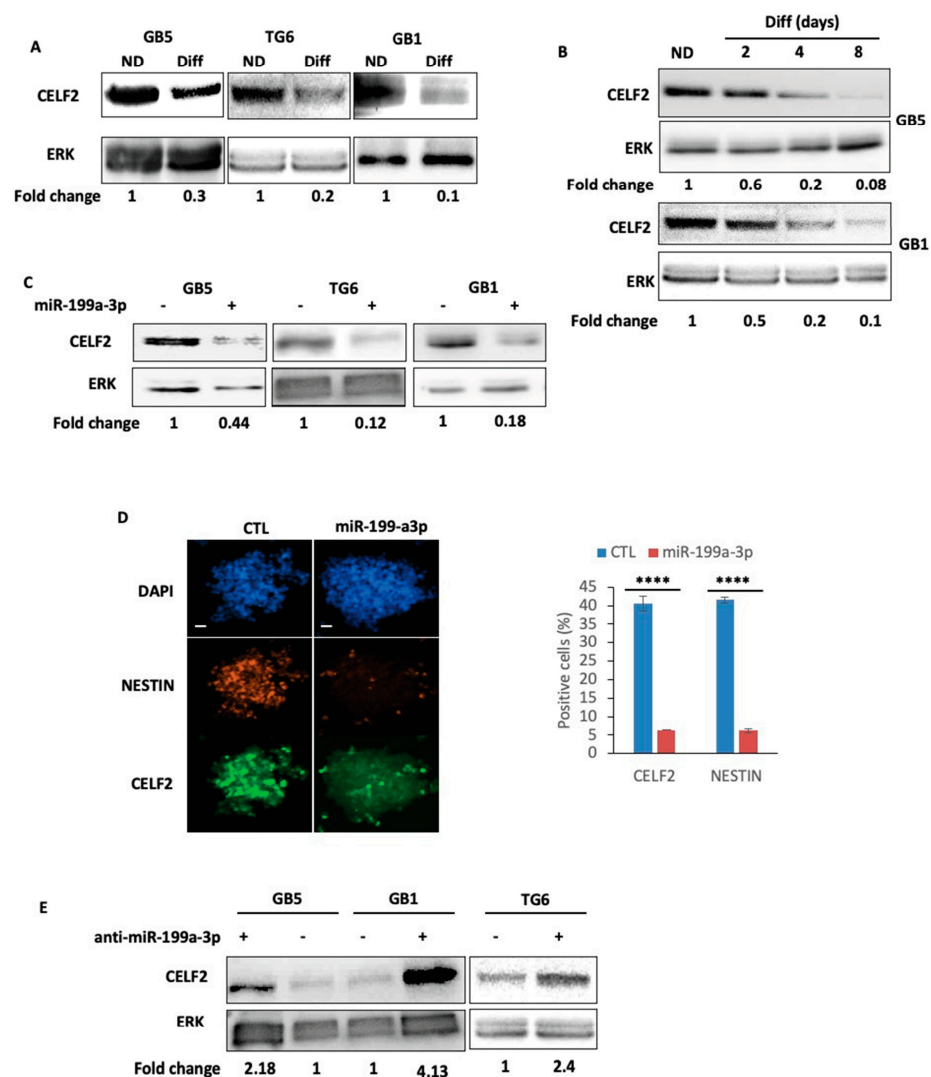 A
GB5 TG6 GB1
ND Diff ND Diff ND Diff
CELF2
ERK
Fold change 1 0.3 1 0.2 1 0.1
B
Diff (days)
ND 2 4 8
CELF2
GB5
ERK
Fold change 1 0.6 0.2 0.08
CELF2
GB1
ERK
Fold change 1 0.5 0.2 0.1
C
GB5 TG6 GB1
miR-199a-3p - + - + - +
CELF2
ERK
Fold change 1 0.44 1 0.12 1 0.18
D
CTL miR-199-a3p
DAPI
NESTIN
CELF2
CTL miR-199a-3p
**** ****
Positive cells (%)
45
40
35
30
25
20
15
10
5
0
CELF2 NESTIN
E
GB5 GB1 TG6
anti-miR-199a-3p + - - + - +
CELF2
ERK
Fold change 2.18 1 1 4.13 1 2.4